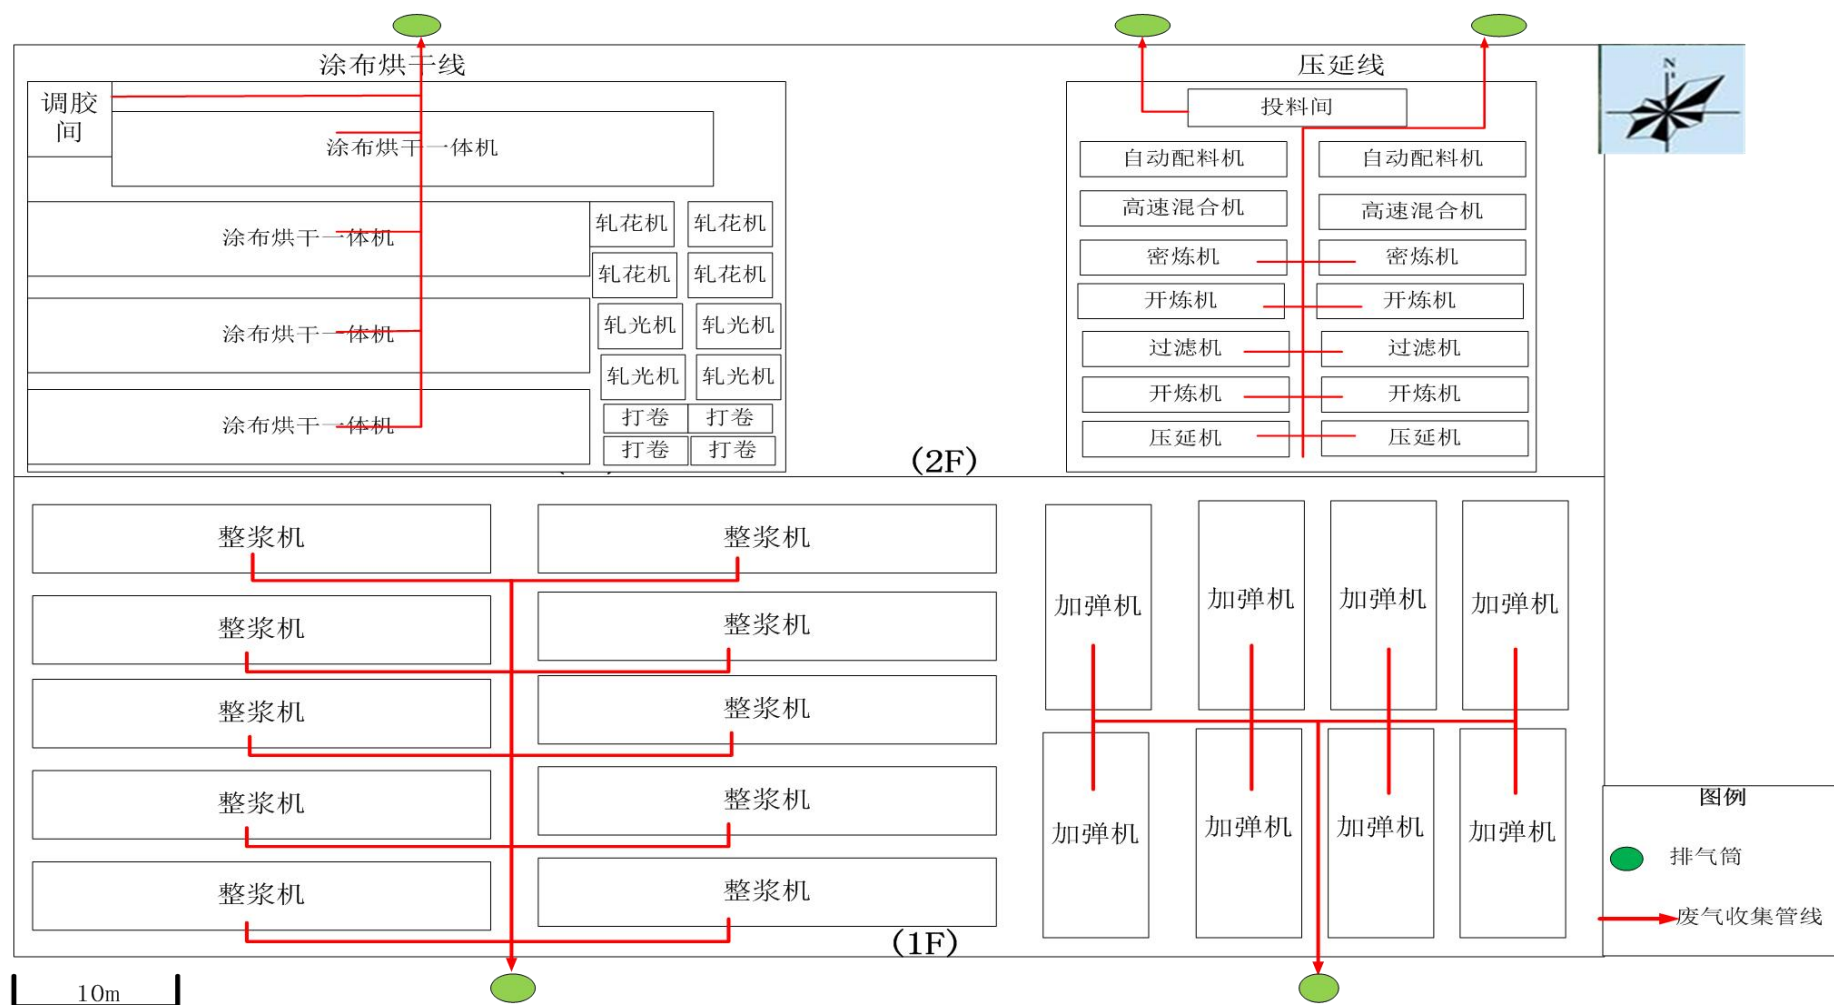 涂布烘干线
压延线
N
调胶间
涂布烘干一体机
投料间
自动配料机
自动配料机
涂布烘干一体机
轧花机
轧花机
高速混合机
高速混合机
轧花机
轧花机
密炼机
密炼机
涂布烘干一体机
轧光机
轧光机
开炼机
开炼机
过滤机
过滤机
轧光机
轧光机
开炼机
开炼机
涂布烘干一体机
打卷
打卷
打卷
打卷
压延机
压延机
(2F)
整浆机
整浆机
加弹机
加弹机
加弹机
加弹机
整浆机
整浆机
整浆机
整浆机
整浆机
整浆机
加弹机
加弹机
加弹机
加弹机
整浆机
整浆机
(1F)
图例
排气筒
废气收集管线
10m